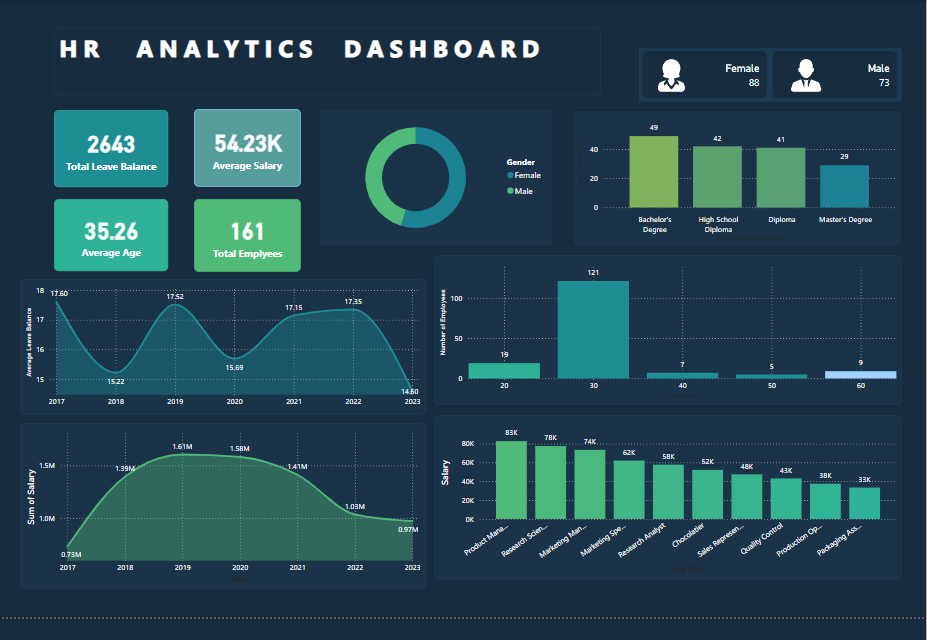 HR ANALYTICS DASHBOARD
Female
88
Male
73
2643
Total Leave Balance
54.23K
Average Salary
35.26
Average Age
161
Total Emplyees
Gender
Female
Male
49
42
41
29
40
20
0
Bachelor's
Degree
High School
Diploma
Diploma
Master's Degree
Average Leave Balance
18
17
16
15
17.60
15.22
17.52
15.69
17.15
17.35
14.60
2017
2018
2019
2020
2021
2022
2023
Number of Employees
100
50
0
19
121
7
5
9
20
30
40
50
60
Sum of Salary
1.5M
1.0M
0.73M
1.39M
1.61M
1.58M
1.41M
1.03M
0.97M
2017
2018
2019
2020
2021
2022
2023
Salary
80K
60K
40K
20K
0K
83K
78K
74K
62K
58K
52K
48K
43K
38K
33K
Product Mana...
Research Scien...
Marketing Man...
Marketing Spe...
Research Analyst
Chocolatier
Sales Represen...
Quality Control
Production Op...
Packaging Ass...